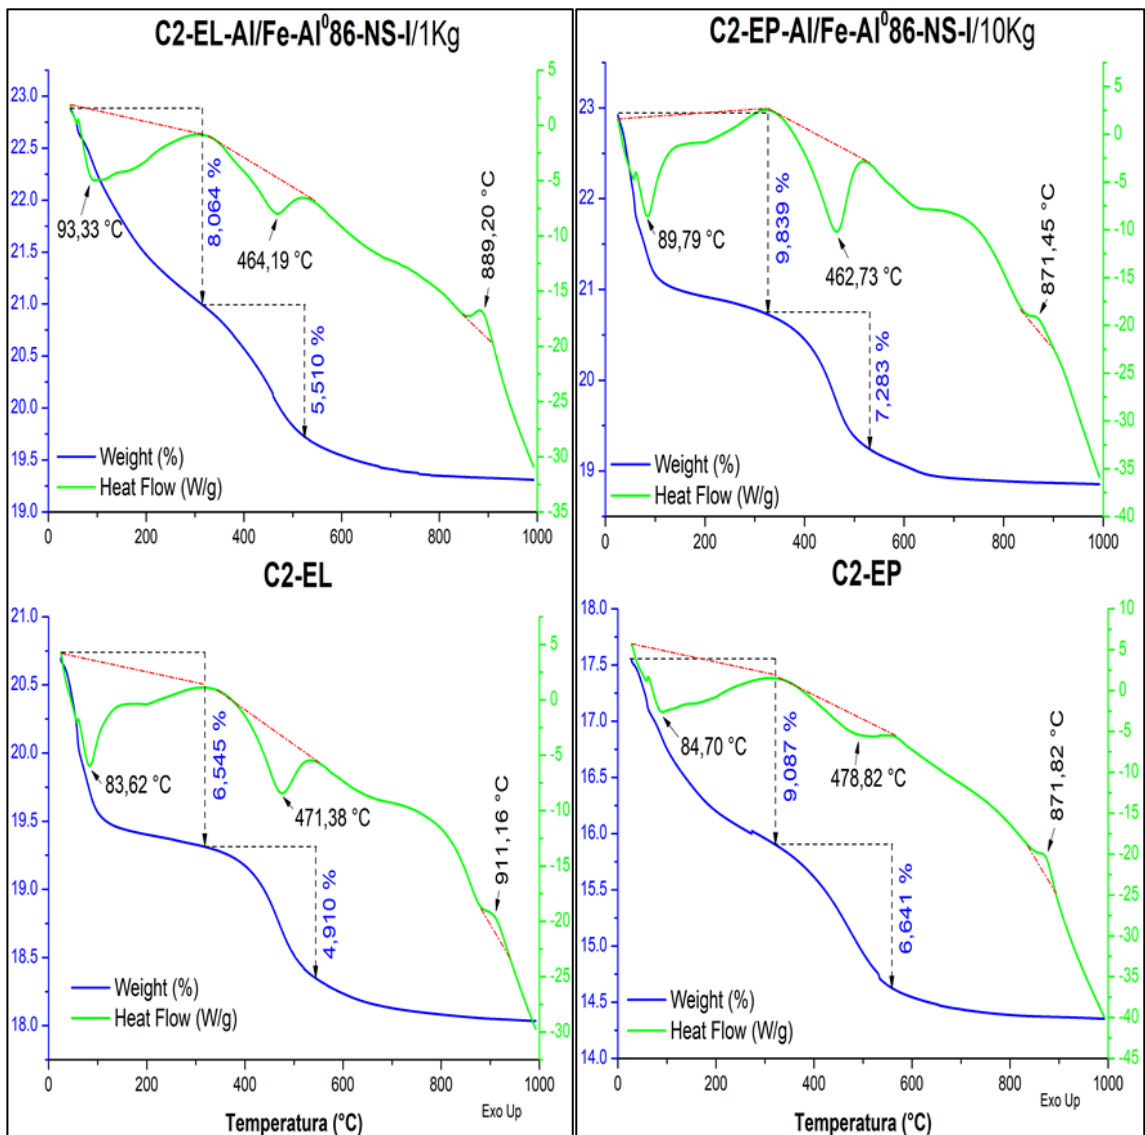 C2-EL-Al/Fe-Al⁰86-NS-I/1Kg
23.0
22.5
22.0
21.5
21.0
20.5
20.0
19.5
19.0
5
0
-5
-10
-15
-20
-25
-30
-35
93,33 °C
8,064 %
464,19 °C
5,510 %
889,20 °C
Weight (%)
Heat Flow (W/g)
0 200 400 600 800 1000
C2-EP-Al/Fe-Al⁰86-NS-I/10Kg
23
22
21
20
19
5
0
-5
-10
-15
-20
-25
-30
-35
-40
89,79 °C
9,839 %
462,73 °C
7,283 %
871,45 °C
Weight (%)
Heat Flow (W/g)
0 200 400 600 800 1000
C2-EL
21.0
20.5
20.0
19.5
19.0
18.5
18.0
5
0
-5
-10
-15
-20
-25
-30
83,62 °C
6,545 %
471,38 °C
4,910 %
911,16 °C
Weight (%)
Heat Flow (W/g)
0 200 400 600 800 1000
Exo Up
Temperatura (°C)
C2-EP
18.0
17.5
17.0
16.5
16.0
15.5
15.0
14.5
14.0
10
5
0
-5
-10
-15
-20
-25
-30
-35
-40
-45
84,70 °C
9,087 %
478,82 °C
6,641 %
871,82 °C
Weight (%)
Heat Flow (W/g)
0 200 400 600 800 1000
Exo Up
Temperatura (°C)